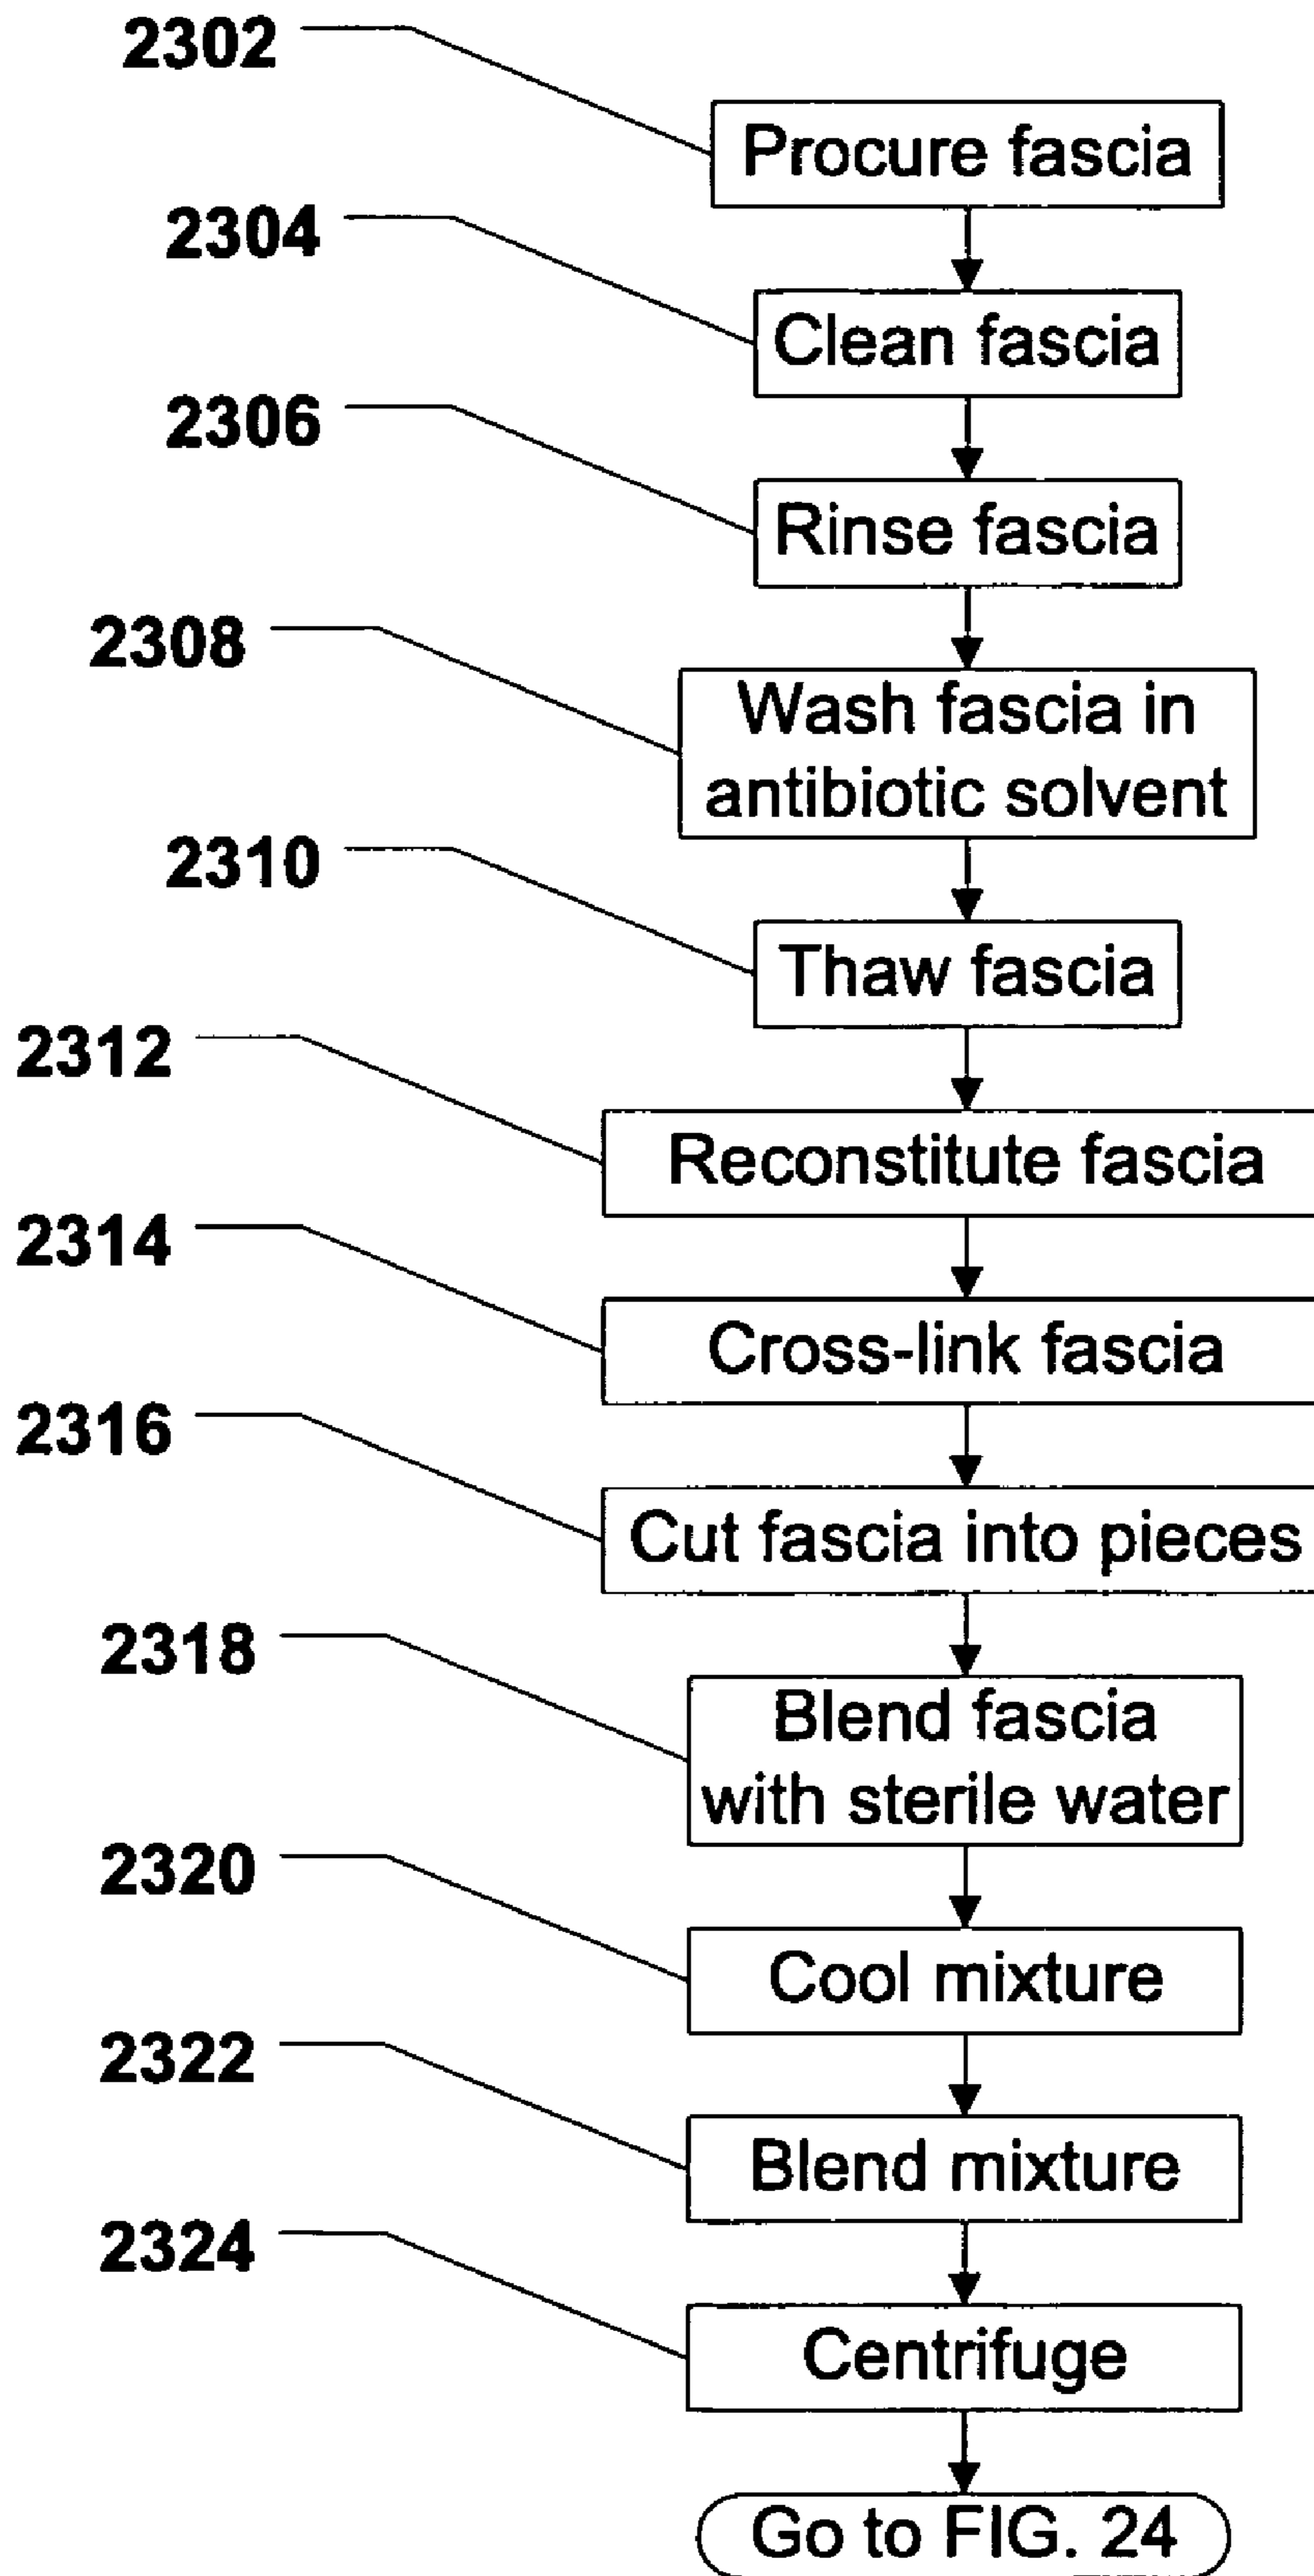 2302
Procure fascia
2304
Clean fascia
2306
Rinse fascia
2308
Wash fascia in
antibiotic solvent
2310
Thaw fascia
2312
Reconstitute fascia
2314
Cross-link fascia
2316
Cut fascia into pieces
2318
Blend fascia
with sterile water
2320
Cool mixture
2322
Blend mixture
2324
Centrifuge
Go to FIG. 24